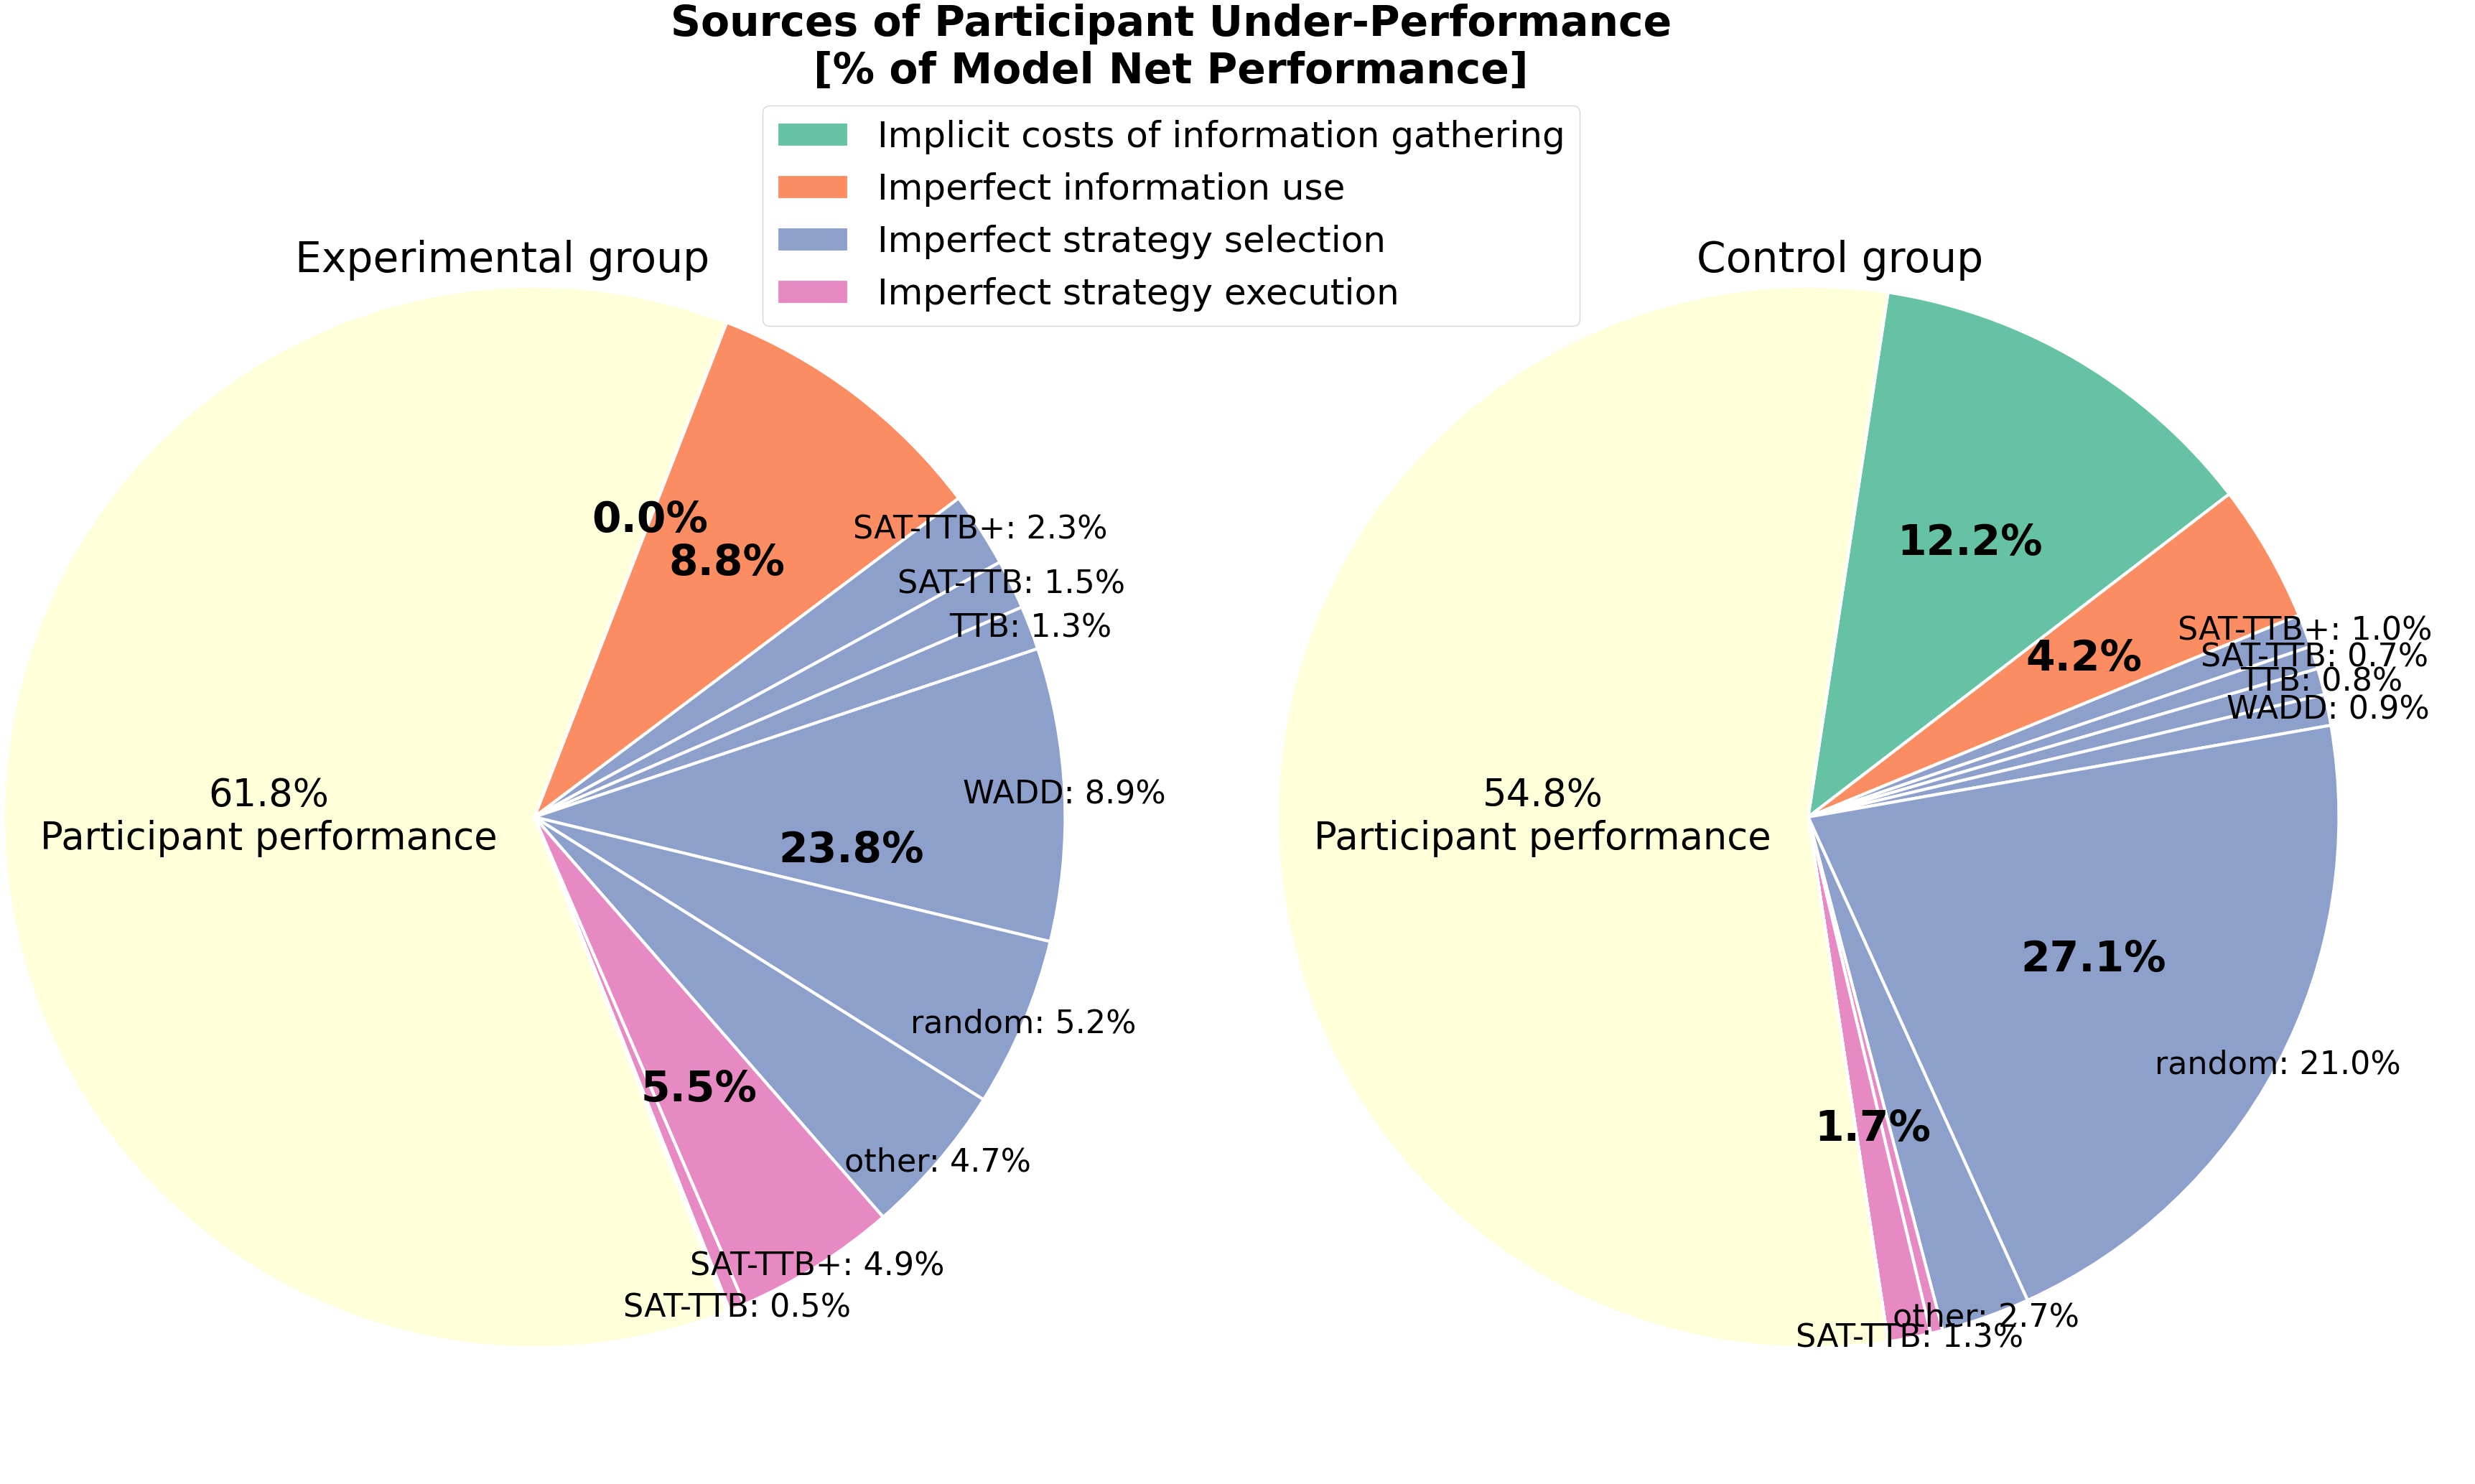 Sources of Participant Under-Performance
[% of Model Net Performance]
Implicit costs of information gathering
Imperfect information use
Imperfect strategy selection
Imperfect strategy execution
Experimental group
0.0%
8.8%
SAT-TTB+: 2.3%
SAT-TTB: 1.5%
TTB: 1.3%
WADD: 8.9%
61.8%
Participant performance
23.8%
random: 5.2%
5.5%
other: 4.7%
SAT-TTB+: 4.9%
SAT-TTB: 0.5%
Control group
12.2%
4.2%
SAT-TTB+: 1.0%
SAT-TTB: 0.7%
TTB: 0.8%
WADD: 0.9%
54.8%
Participant performance
27.1%
random: 21.0%
1.7%
other: 2.7%
SAT-TTB: 1.3%